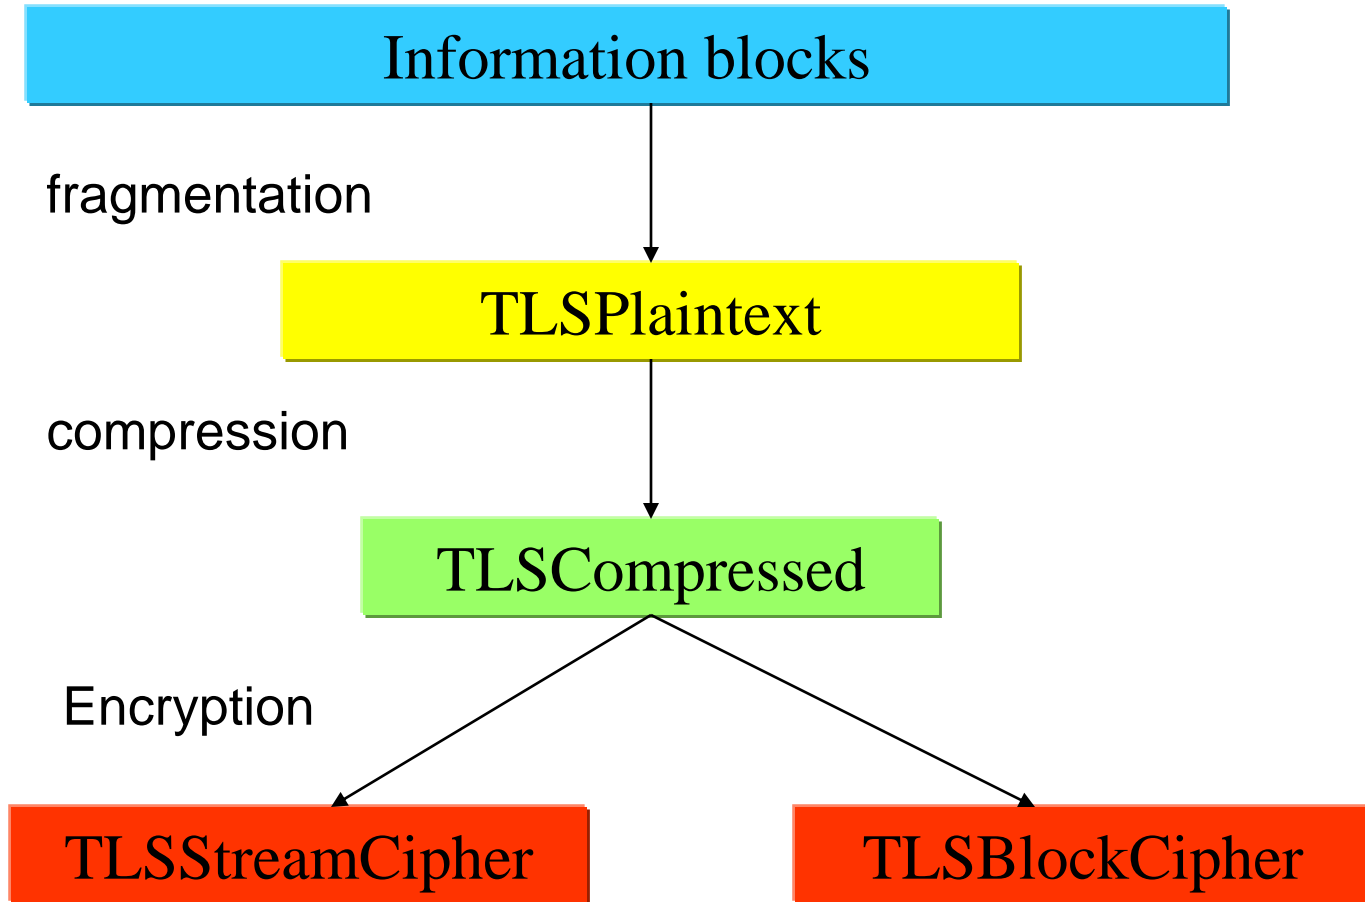 Information blocks
fragmentation
TLSPlaintext
compression
TLSCompressed
Encryption
TLSStreamCipher
TLSBlockCipher